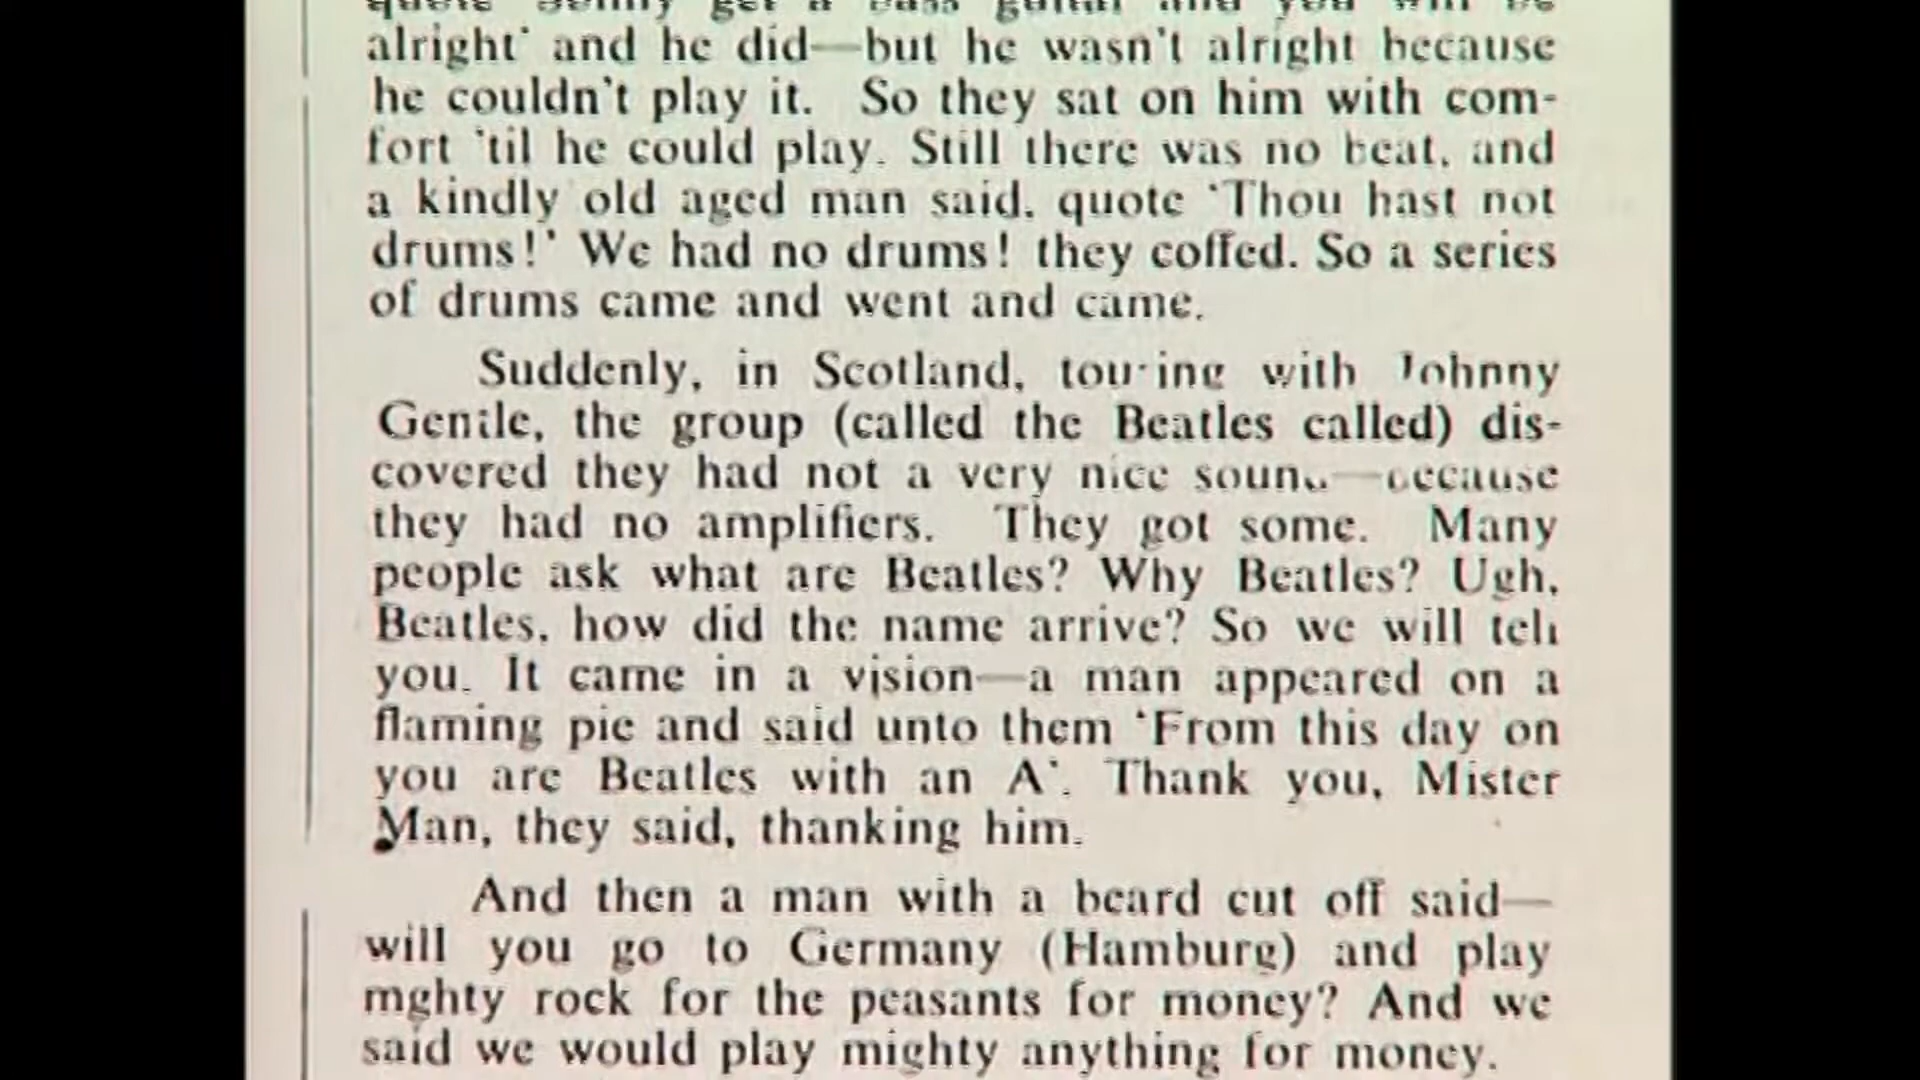 alright' and he did—but he wasn't alright because
he couldn't play it. So they sat on him with com-
fort 'til he could play. Still there was no beat, and
a kindly old aged man said, quote 'Thou hast not
drums!' We had no drums! they coffed. So a series
of drums came and went and came.
Suddenly, in Scotland, touring with Johnny
Gentle, the group (called the Beatles called) dis-
covered they had not a very nice sound—because
they had no amplifiers. They got some. Many
people ask what are Beatles? Why Beatles? Ugh,
Beatles, how did the name arrive? So we will tell
you. It came in a vision—a man appeared on a
flaming pie and said unto them 'From this day on
you are Beatles with an A'. Thank you, Mister
Man, they said, thanking him.
And then a man with a beard cut off said—
will you go to Germany (Hamburg) and play
mghty rock for the peasants for money? And we
said we would play mighty anything for money.